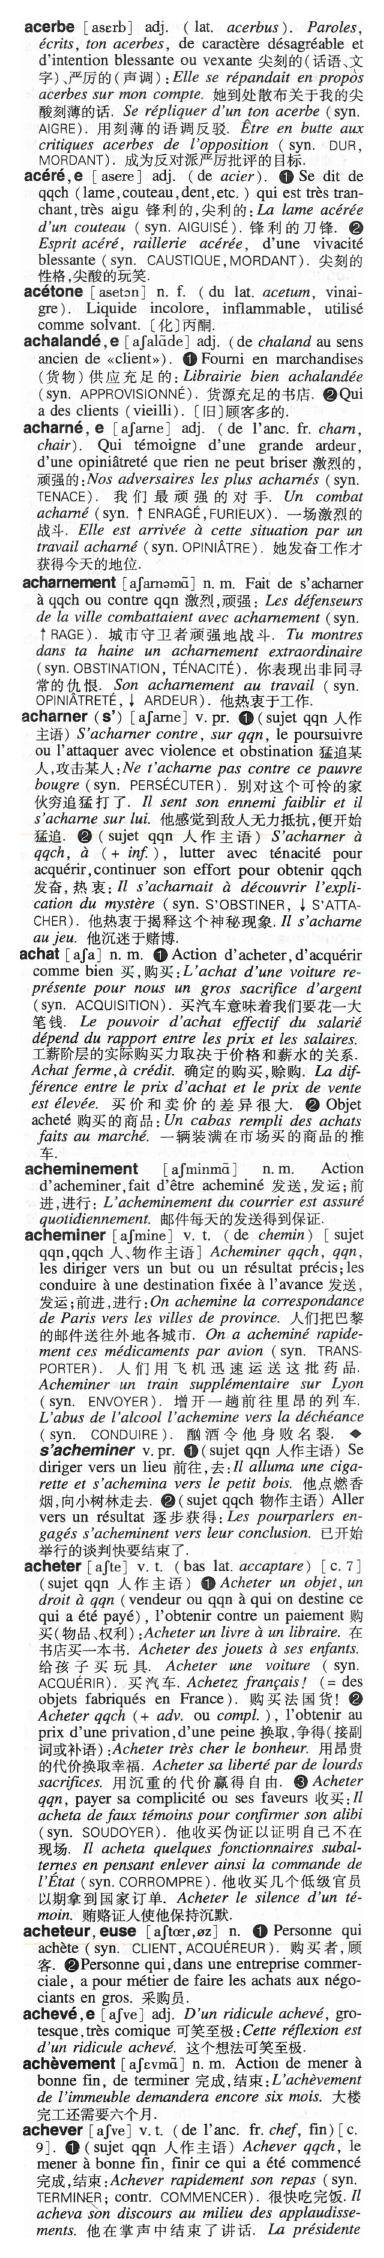 acerbe [asɛrb] adj. (lat. acerbus). Paroles,
écrits, ton acerbes, de caractère désagréable et
d'intention blessante ou vexante 尖刻的(话语、文
字)、严厉的(声调): Elle se répandait en propos
acerbes sur mon compte. 她到处散布关于我的尖
酸刻薄的话. Se répliquer d'un ton acerbe (syn.
AIGRE). 用刻薄的语调反驳. Être en butte aux
critiques acerbes de l'opposition (syn. DUR,
MORDANT). 成为反对派严厉批评的目标.
acéré, e [asere] adj. (de acier). ❶ Se dit de
qqch (lame, couteau, dent, etc.) qui est très tran-
chant, très aigu 锋利的,尖利的: La lame acérée
d'un couteau (syn. AIGUISÉ). 锋利的刀锋. ❷
Esprit acéré, raillerie acérée, d'une vivacité
blessante (syn. CAUSTIQUE, MORDANT). 尖刻的
性格,尖酸的玩笑.
acétone [asetɔn] n. f. (du lat. acetum, vinai-
gre). Liquide incolore, inflammable, utilisé
comme solvant. [化]丙酮.
achalandé, e [aʃalɑ̃de] adj. (de chaland au sens
ancien de «client»). ❶ Fourni en marchandises
(货物)供应充足的: Librairie bien achalandée
(syn. APPROVISIONNÉ). 货源充足的书店. ❷ Qui
a des clients (vieilli). [旧]顾客多的.
acharné, e [aʃarne] adj. (de l'anc. fr. charn,
chair). Qui témoigne d'une grande ardeur,
d'une opiniâtreté que rien ne peut briser 激烈的,
顽强的: Nos adversaires les plus acharnés (syn.
TENACE). 我们最顽强的对手. Un combat
acharné (syn. ↑ ENRAGÉ, FURIEUX). 一场激烈的
战斗. Elle est arrivée à cette situation par un
travail acharné (syn. OPINIÂTRE). 她发奋工作才
获得今天的地位.
acharnement [aʃarnəmɑ̃] n. m. Fait de s'acharner
à qqch ou contre qqn 激烈,顽强: Les défenseurs
de la ville combattaient avec acharnement (syn.
↑ RAGE). 城市守卫者顽强地战斗. Tu montres
dans ta haine un acharnement extraordinaire
(syn. OBSTINATION, TÉNACITÉ). 你表现出非同寻
常的仇恨. Son acharnement au travail (syn.
OPINIÂTRETÉ, ↓ ARDEUR). 他热衷于工作.
acharner (s') [aʃarne] v. pr. ❶ (sujet qqn 人作
主语) S'acharner contre, sur qqn, le poursuivre
ou l'attaquer avec violence et obstination 猛追某
人,攻击某人: Ne t'acharne pas contre ce pauvre
bougre (syn. PERSÉCUTER). 别对这个可怜的家
伙穷追猛打了. Il sent son ennemi faiblir et il
s'acharne sur lui. 他感觉到敌人无力抵抗,便开始
猛追. ❷ (sujet qqn 人作主语) S'acharner à
qqch, à (+ inf.), lutter avec ténacité pour
acquérir, continuer son effort pour obtenir qqch
发奋,热衷: Il s'acharnait à découvrir l'expli-
cation du mystère (syn. S'OBSTINER, ↓ S'ATTA-
CHER). 他热衷于揭释这个神秘现象. Il s'acharne
au jeu. 他沉迷于赌博.
achat [aʃa] n. m. ❶ Action d'acheter, d'acquérir
comme bien 买,购买: L'achat d'une voiture re-
présente pour nous un gros sacrifice d'argent
(syn. ACQUISITION). 买汽车意味着我们要花一大
笔钱. Le pouvoir d'achat effectif du salarié
dépend du rapport entre les prix et les salaires.
工薪阶层的实际购买力取决于价格和薪水的关系.
Achat ferme, à crédit. 确定的购买,赊购. La dif-
férence entre le prix d'achat et le prix de vente
est élevée. 买价和卖价的差异很大. ❷ Objet
acheté 购买的商品: Un cabas rempli des achats
faits au marché. 一辆装满在市场买的商品的推
车.
acheminement [aʃminmɑ̃] n. m. Action
d'acheminer, fait d'être acheminé 发送,发运;前
进,进行: L'acheminement du courrier est assuré
quotidiennement. 邮件每天的发送得到保证.
acheminer [aʃmine] v. t. (de chemin) [sujet
qqn, qqch 人、物作主语] Acheminer qqch, qqn,
les diriger vers un but ou un résultat précis; les
conduire à une destination fixée à l'avance 发送,
发运;前进,进行: On achemine la correspondance
de Paris vers les villes de province. 人们把巴黎
的邮件送往外地各城市. On a acheminé rapide-
ment ces médicaments par avion (syn. TRANS-
PORTER). 人们用飞机迅速运送这批药品.
Acheminer un train supplémentaire sur Lyon
(syn. ENVOYER). 增开一趟前往里昂的列车.
L'abus de l'alcool l'achemine vers la déchéance
(syn. CONDUIRE). 酗酒令他身败名裂. ◆
s'acheminer v. pr. ❶ (sujet qqn 人作主语) Se
diriger vers un lieu 前往,去: Il alluma une ciga-
rette et s'achemina vers le petit bois. 他点燃香
烟,向小树林走去. ❷ (sujet qqch 物作主语) Aller
vers un résultat 逐步获得: Les pourparlers en-
gagés s'acheminent vers leur conclusion. 已开始
举行的谈判快要结束了.
acheter [aʃte] v. t. (bas lat. accaptare) [c. 7]
(sujet qqn 人作主语) ❶ Acheter un objet, un
droit à qqn (vendeur ou qqn à qui on destine ce
qui a été payé), l'obtenir contre un paiement 购
买(物品、权利): Acheter un livre à un libraire. 在
书店买一本书. Acheter des jouets à ses enfants.
给孩子买玩具. Acheter une voiture (syn.
ACQUÉRIR). 买汽车. Achetez français! (= des
objets fabriqués en France). 购买法国货! ❷
Acheter qqch (+ adv. ou compl.), l'obtenir au
prix d'une privation, d'une peine 换取,争得(接副
词或补语): Acheter très cher le bonheur. 用昂贵
的代价换取幸福. Acheter sa liberté par de lourds
sacrifices. 用沉重的代价赢得自由. ❸ Acheter
qqn, payer sa complicité ou ses faveurs 收买: Il
acheta de faux témoins pour confirmer son alibi
(syn. SOUDOYER). 他收买伪证以证明自己不在
现场. Il acheta quelques fonctionnaires subal-
ternes en pensant enlever ainsi la commande de
l'État (syn. CORROMPRE). 他收买几个低级官员
以期拿到国家订单. Acheter le silence d'un té-
moin. 贿赂证人使他保持沉默.
acheteur, euse [aʃtœr, øz] n. ❶ Personne qui
achète (syn. CLIENT, ACQUÉREUR). 购买者,顾
客. ❷ Personne qui, dans une entreprise commer-
ciale, a pour métier de faire les achats aux négo-
ciants en gros. 采购员.
achevé, e [aʃve] adj. D'un ridicule achevé, gro-
tesque, très comique 可笑至极: Cette réflexion est
d'un ridicule achevé. 这个想法可笑至极.
achèvement [aʃɛvmɑ̃] n. m. Action de mener à
bonne fin, de terminer 完成,结束: L'achèvement
de l'immeuble demandera encore six mois. 大楼
完工还需要六个月.
achever [aʃve] v. t. (de l'anc. fr. chef, fin) [c.
9]. ❶ (sujet qqn 人作主语) Achever qqch, le
mener à bonne fin, finir ce qui a été commencé
完成,结束: Achever rapidement son repas (syn.
TERMINER; contr. COMMENCER). 很快吃完饭. Il
acheva son discours au milieu des applaudisse-
ments. 他在掌声中结束了讲话. La présidente